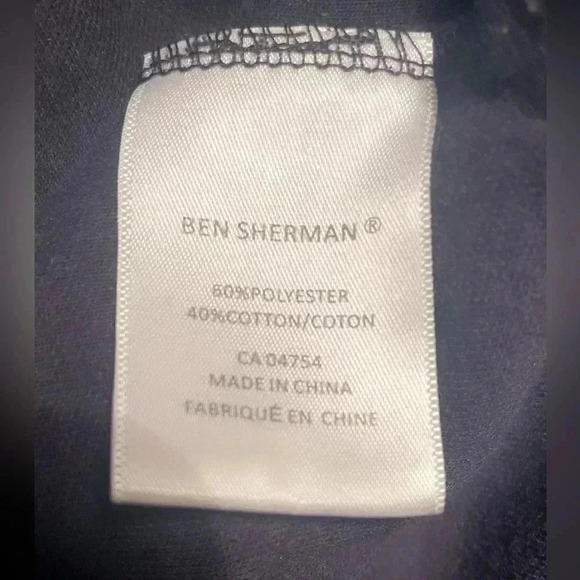 BEN SHERMAN®
60%POLYESTER
40%COTTON/COTON
CA 04754
MADE IN CHINA
FABRIQUÉ EN CHINE